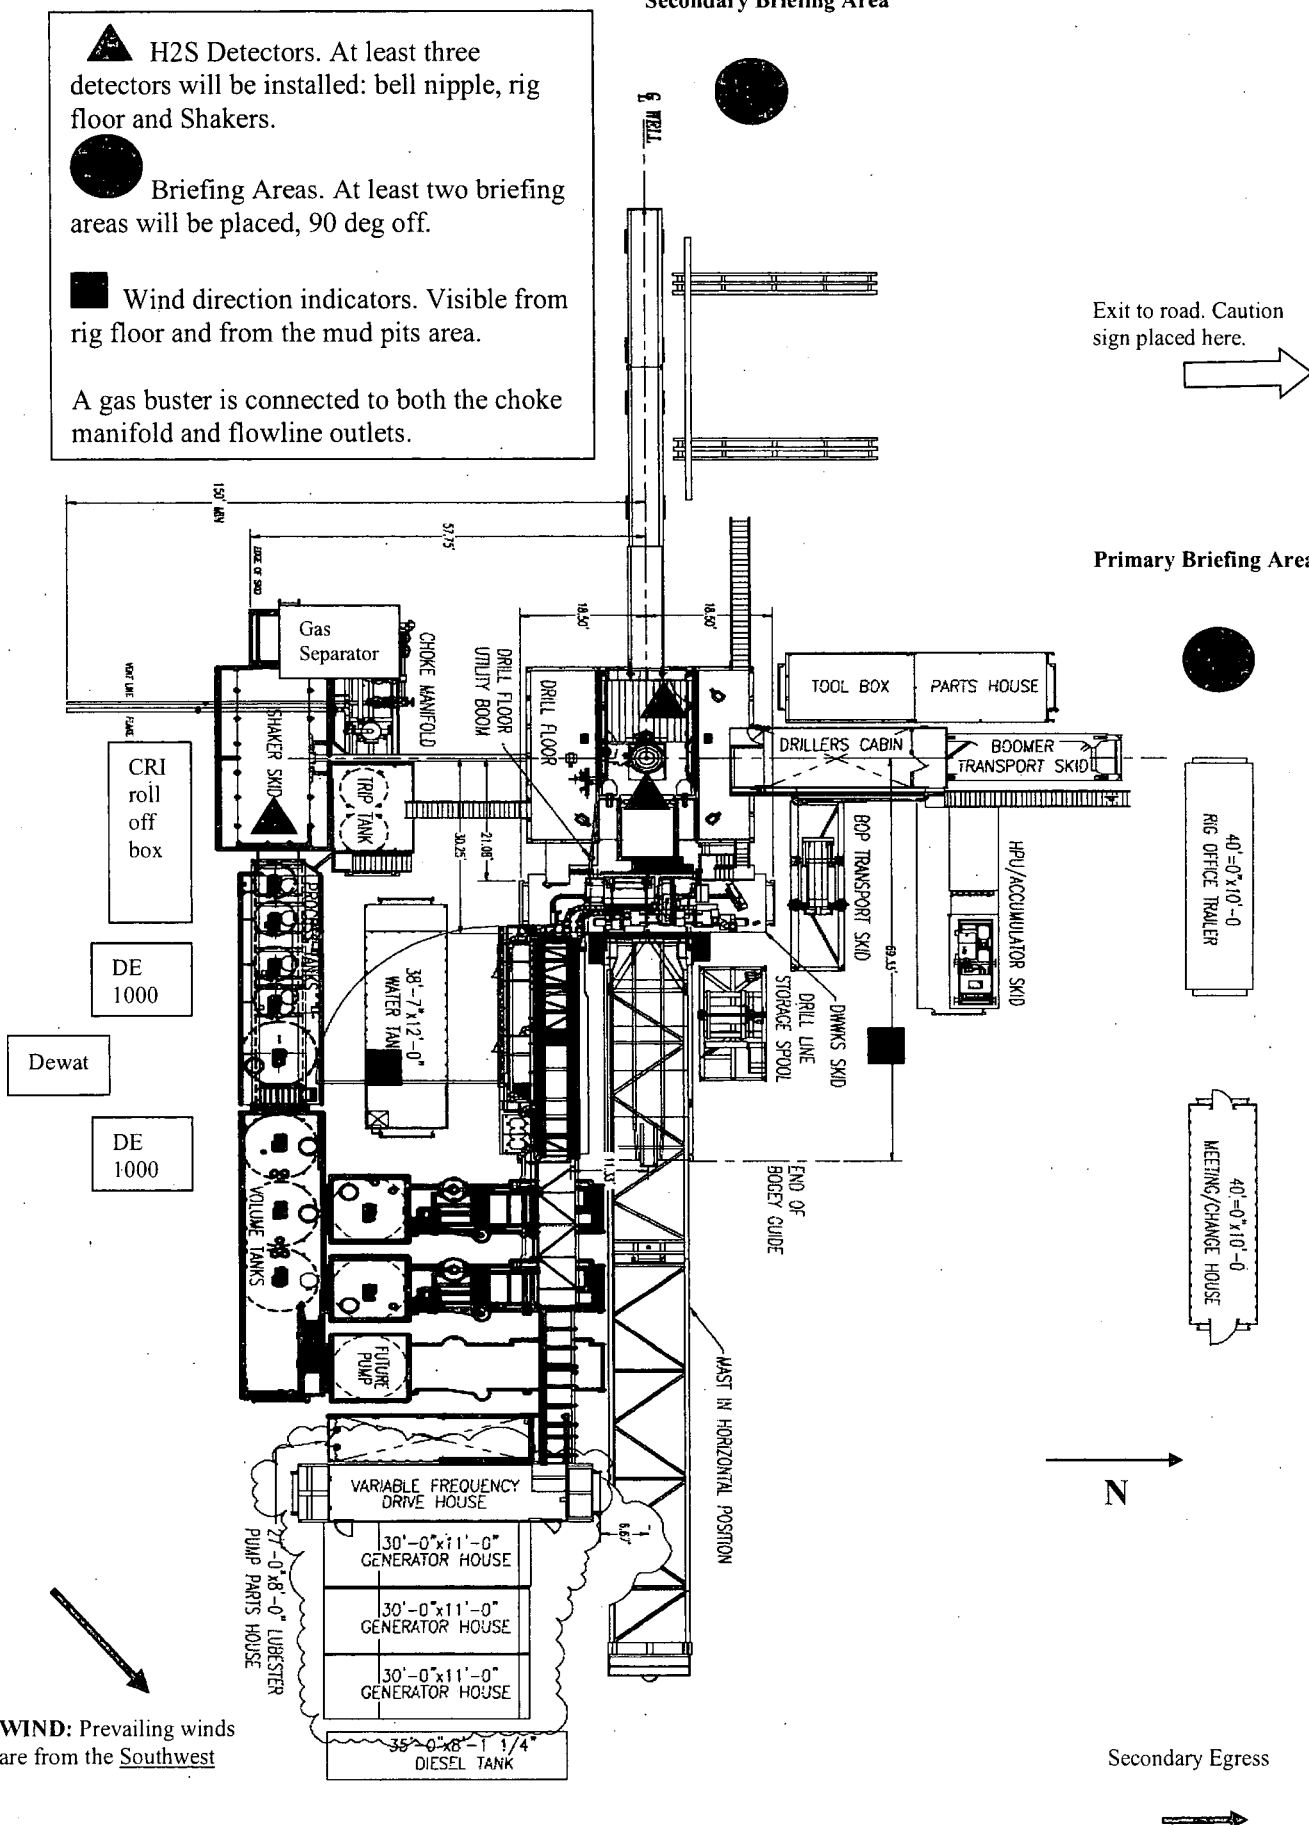 Secondary Briefing Area
H2S Detectors. At least three
detectors will be installed: bell nipple, rig
floor and Shakers.
Briefing Areas. At least two briefing
areas will be placed, 90 deg off.
Wind direction indicators. Visible from
rig floor and from the mud pits area.
A gas buster is connected to both the choke
manifold and flowline outlets.
WELL
Exit to road. Caution
sign placed here.
150' MIN
57.75'
EDGE OF SKID
Primary Briefing Area
18.50'
18.50'
Gas
Separator
CHOKE MANIFOLD
DRILL FLOOR
UTILITY BOOM
DRILL FLOOR
TOOL BOX
PARTS HOUSE
VENT LINE
FLARE
SHAKER SKID
DRILLERS CABIN
BOOMER
TRANSPORT SKID
CRI
roll
off
box
TRIP TANK
30.25'
21.08'
BOP TRANSPORT SKID
HPU/ACCUMULATOR SKID
40'=0"x10'-0
RIG OFFICE TRAILER
69.33'
DE
1000
38'-7"x12'-0"
WATER TANK
DRILL LINE
STORAGE SPOOL
DWWKS SKID
Dewat
DE
1000
VOLUME TANKS
11.33'
END OF
BOGEY GUIDE
40'=0"x10'-0
MEETING/CHANGE HOUSE
FUTURE
PUMP
MAST IN HORIZONTAL POSITION
VARIABLE FREQUENCY
DRIVE HOUSE
6.67'
N
27'-0"x8'-0" LUBESTER
PUMP PARTS HOUSE
30'-0"x11'-0"
GENERATOR HOUSE
30'-0"x11'-0"
GENERATOR HOUSE
30'-0"x11'-0"
GENERATOR HOUSE
WIND: Prevailing winds
are from the Southwest
35'-0"x8'-1 1/4"
DIESEL TANK
Secondary Egress